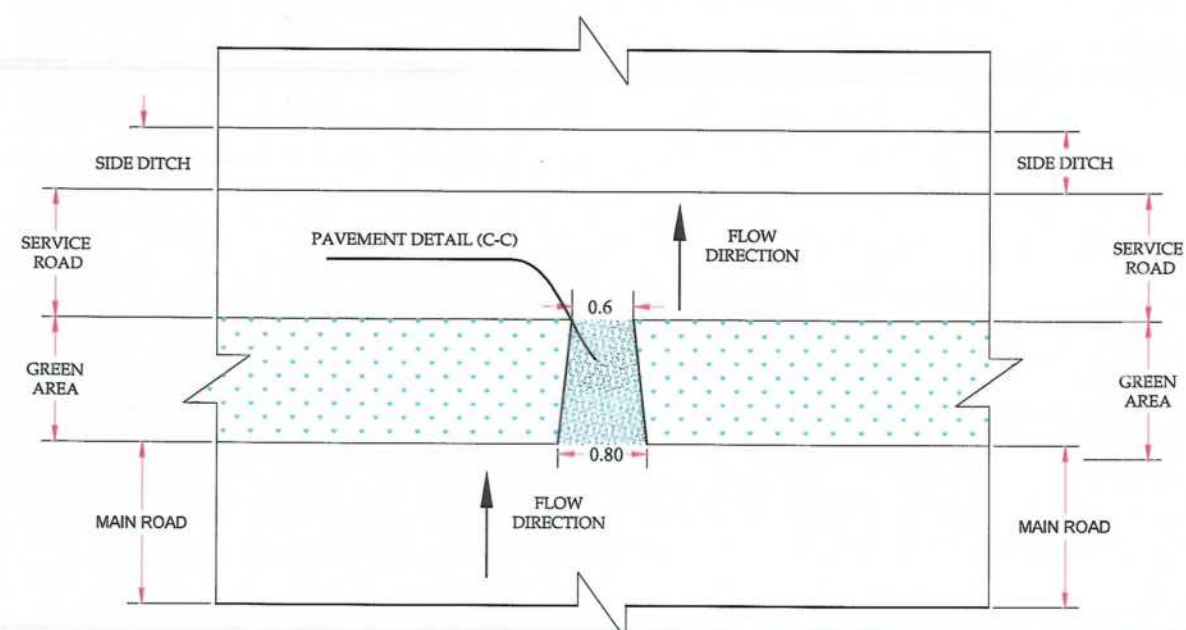 SIDE DITCH
SIDE DITCH
PAVEMENT DETAIL (C-C)
FLOW
DIRECTION
SERVICE
ROAD
SERVICE
ROAD
0.6
GREEN
AREA
GREEN
AREA
0.80
FLOW
DIRECTION
MAIN ROAD
MAIN ROAD